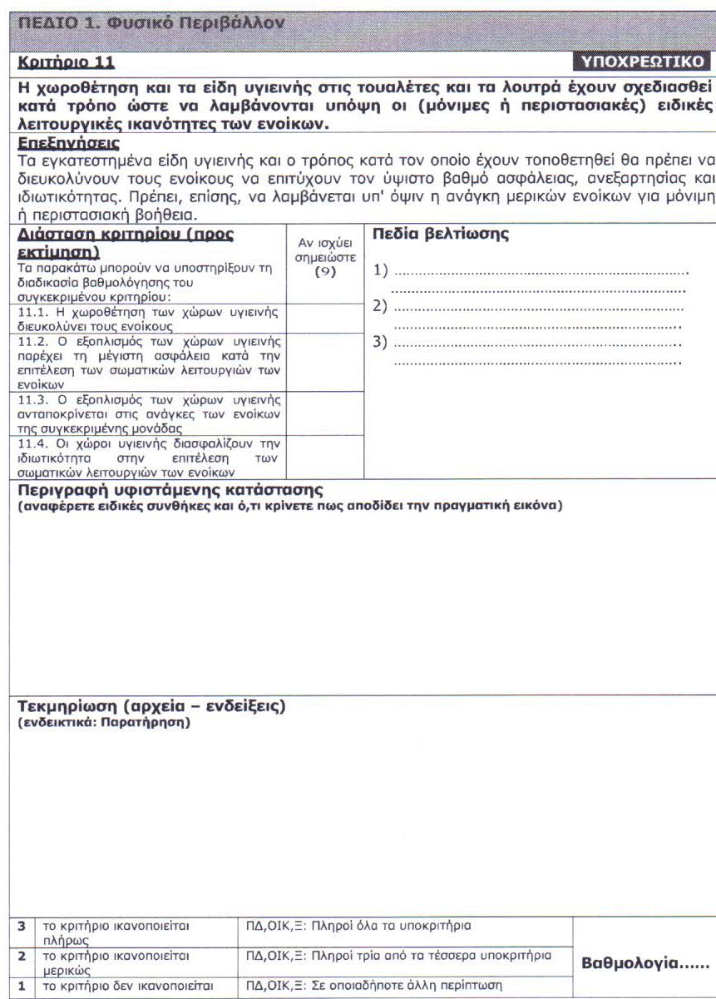 ΠΕΔΙΟ 1. Φυσικό Περιβάλλον
Κριτήριο 11
ΥΠΟΧΡΕΩΤΙΚΟ
Η χωροθέτηση και τα είδη υγιεινής στις τουαλέτες και τα λουτρά έχουν σχεδιασθεί
κατά τρόπο ώστε να λαμβάνονται υπόψη οι (μόνιμες ή περιστασιακές) ειδικές
λειτουργικές ικανότητες των ενοίκων.
Επεξηγήσεις
Τα εγκατεστημένα είδη υγιεινής και ο τρόπος κατά τον οποίο έχουν τοποθετηθεί θα πρέπει να
διευκολύνουν τους ενοίκους να επιτύχουν τον ύψιστο βαθμό ασφάλειας, ανεξαρτησίας και
ιδιωτικότητας. Πρέπει, επίσης, να λαμβάνεται υπ' όψιν η ανάγκη μερικών ενοίκων για μόνιμη
ή περιστασιακή βοήθεια.
Διάσταση κριτηρίου (προς
εκτίμηση)
Τα παρακάτω μπορούν να υποστηρίξουν τη
διαδικασία βαθμολόγησης του
συγκεκριμένου κριτηρίου:
Αν ισχύει
σημειώστε
(9)
11.1. Η χωροθέτηση των χώρων υγιεινής
διευκολύνει τους ενοίκους
11.2. Ο εξοπλισμός των χώρων υγιεινής
παρέχει τη μέγιστη ασφάλεια κατά την
επιτέλεση των σωματικών λειτουργιών των
ενοίκων
11.3. Ο εξοπλισμός των χώρων υγιεινής
ανταποκρίνεται στις ανάγκες των ενοίκων
της συγκεκριμένης μονάδας
11.4. Οι χώροι υγιεινής διασφαλίζουν την
ιδιωτικότητα στην επιτέλεση των
σωματικών λειτουργιών των ενοίκων
Πεδία βελτίωσης
1) ..............................................................
..............................................................
2) ..............................................................
..............................................................
3) ..............................................................
..............................................................
Περιγραφή υφιστάμενης κατάστασης
(αναφέρετε ειδικές συνθήκες και ό,τι κρίνετε πως αποδίδει την πραγματική εικόνα)
Τεκμηρίωση (αρχεία – ενδείξεις)
(ενδεικτικά: Παρατήρηση)
3 το κριτήριο ικανοποιείται
πλήρως
ΠΔ,ΟΙΚ,Ξ: Πληροί όλα τα υποκριτήρια
2 το κριτήριο ικανοποιείται
μερικώς
ΠΔ,ΟΙΚ,Ξ: Πληροί τρία από τα τέσσερα υποκριτήρια
1 το κριτήριο δεν ικανοποιείται
ΠΔ,ΟΙΚ,Ξ: Σε οποιαδήποτε άλλη περίπτωση
Βαθμολογία......